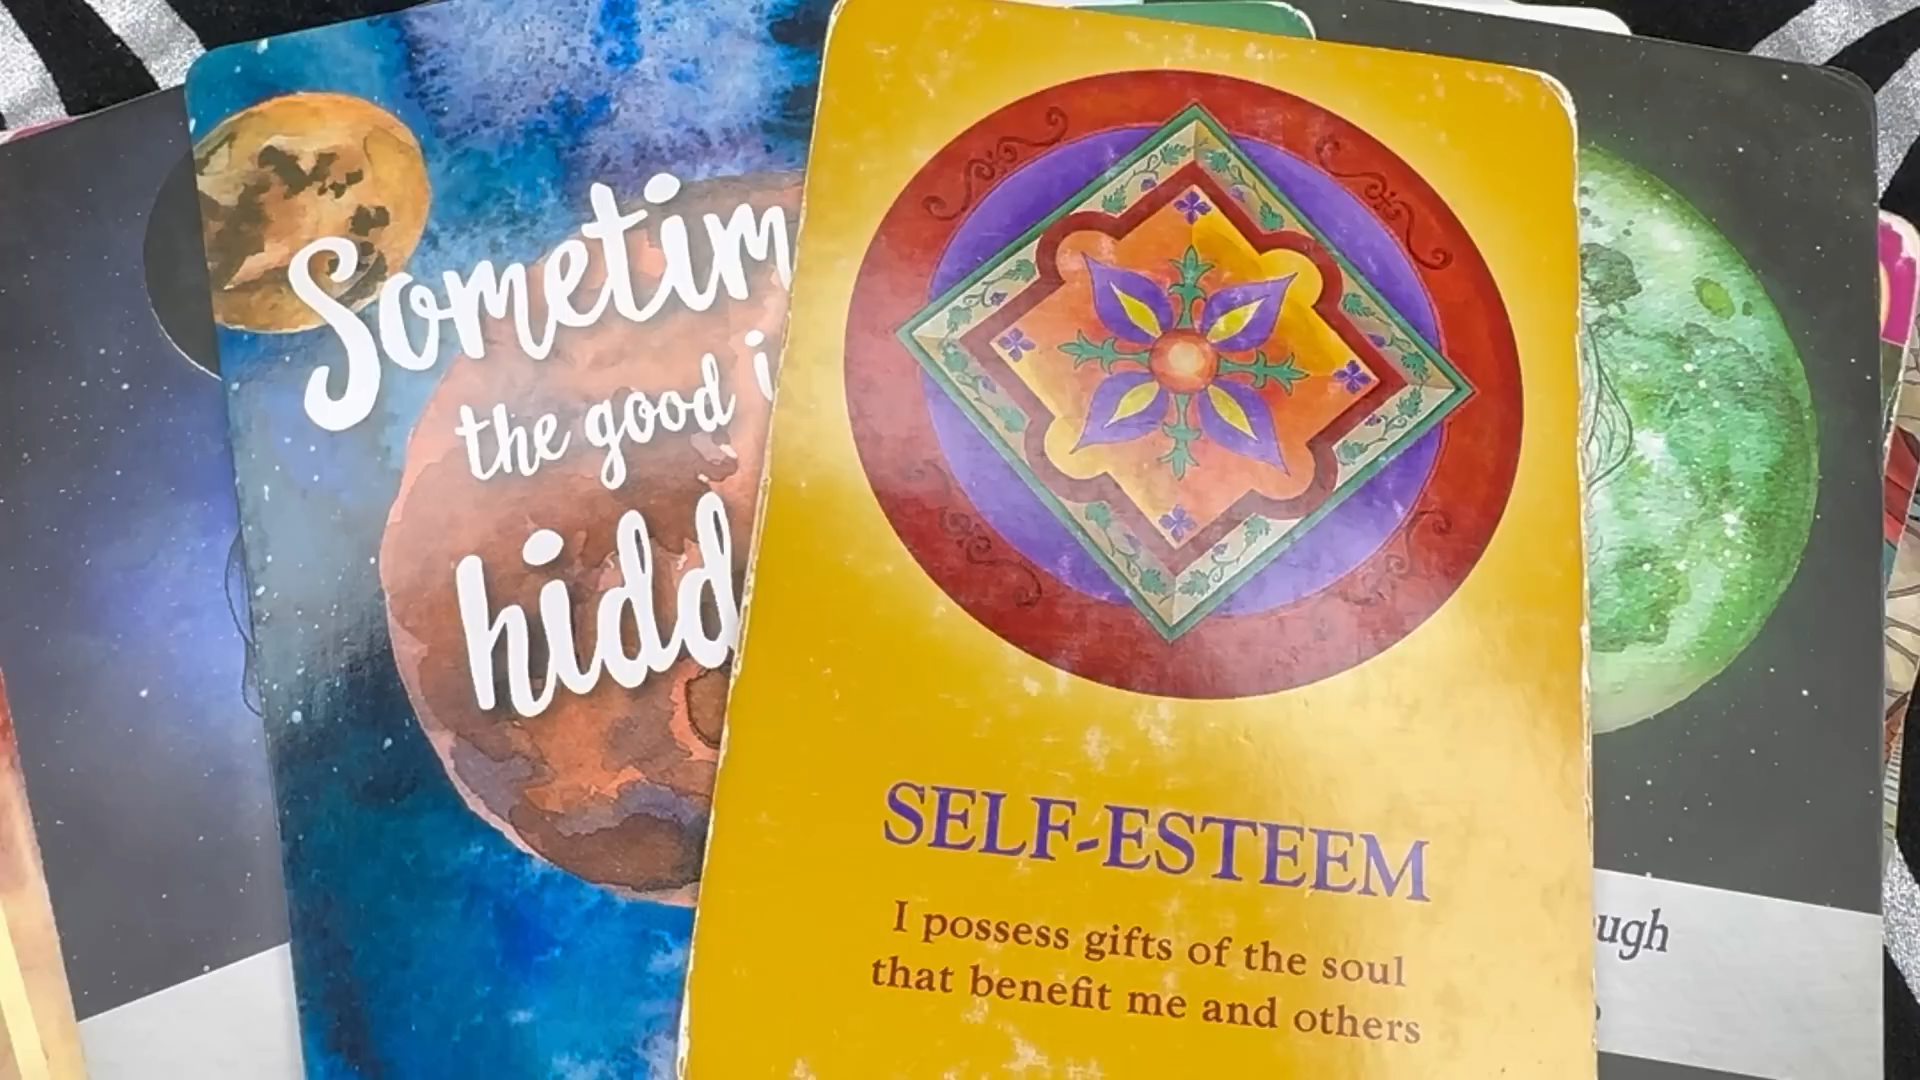 Sometim
the good i
hidd
SELF-ESTEEM
I possess gifts of the soul
that benefit me and others
ugh